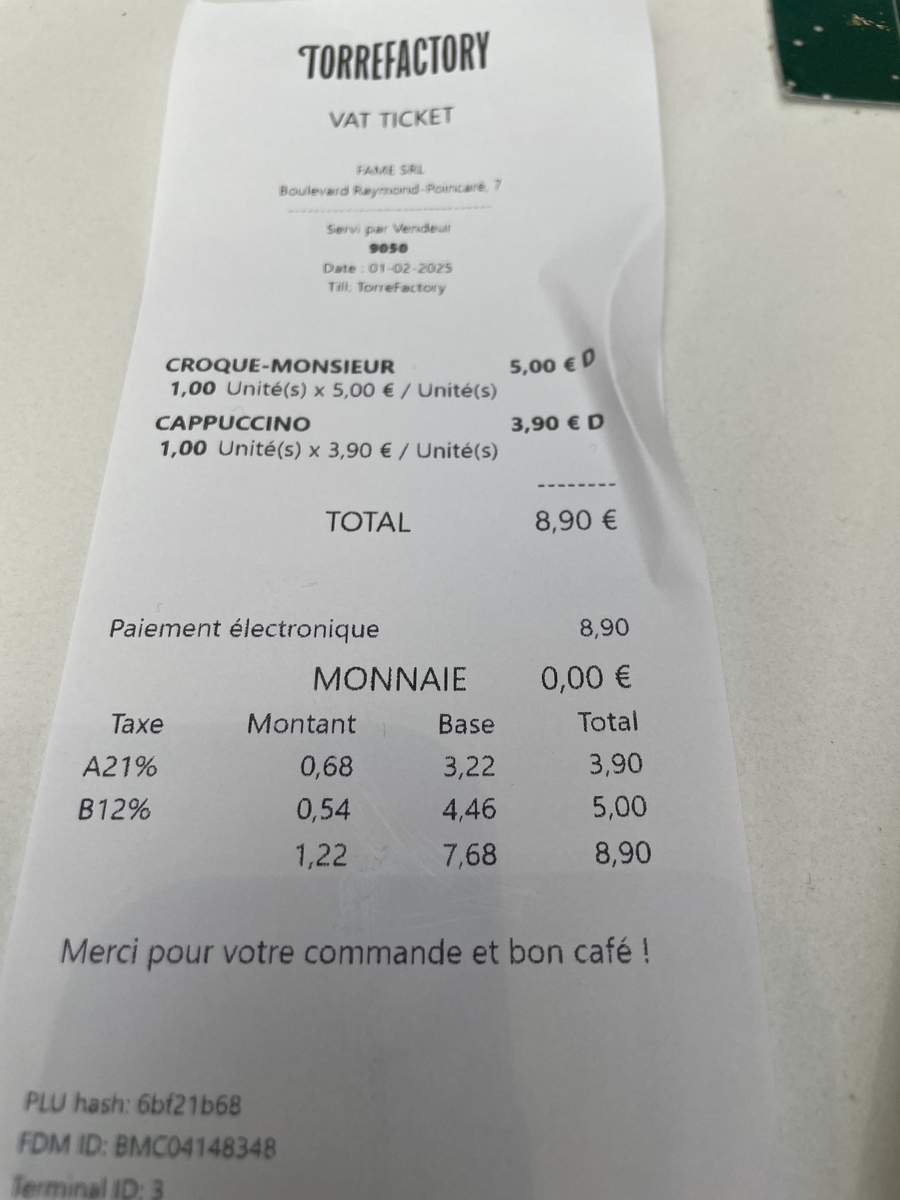 TORREFACTORY
VAT TICKET
FAME SRL
Boulevard Raymond-Poincaré, 7
Servi par Vendeur
9050
Date : 01-02-2025
Till: TorreFactory
CROQUE-MONSIEUR 5,00 € D
1,00 Unité(s) x 5,00 € / Unité(s)
CAPPUCCINO 3,90 € D
1,00 Unité(s) x 3,90 € / Unité(s)
--------
TOTAL 8,90 €
Paiement électronique 8,90
MONNAIE 0,00 €
Taxe Montant Base Total
A21% 0,68 3,22 3,90
B12% 0,54 4,46 5,00
1,22 7,68 8,90
Merci pour votre commande et bon café !
PLU hash: 6bf21b68
FDM ID: BMC04148348
Terminal ID: 3